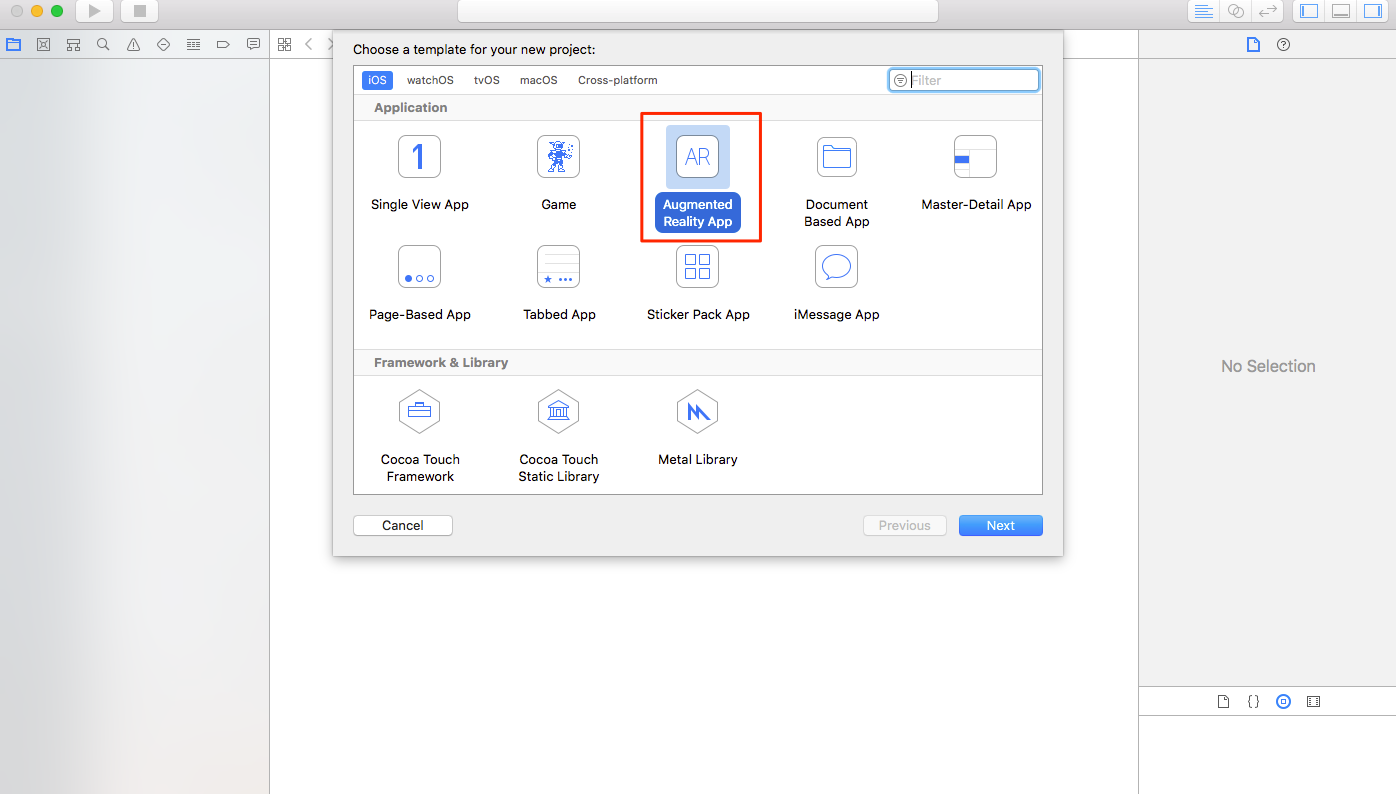 Choose a template for your new project:
iOS watchOS tvOS macOS Cross-platform Filter
Application
1 AR
Single View App Game Augmented Reality App Document Based App Master-Detail App
Page-Based App Tabbed App Sticker Pack App iMessage App
Framework & Library
Cocoa Touch Framework Cocoa Touch Static Library Metal Library
Cancel Previous Next
No Selection
{}